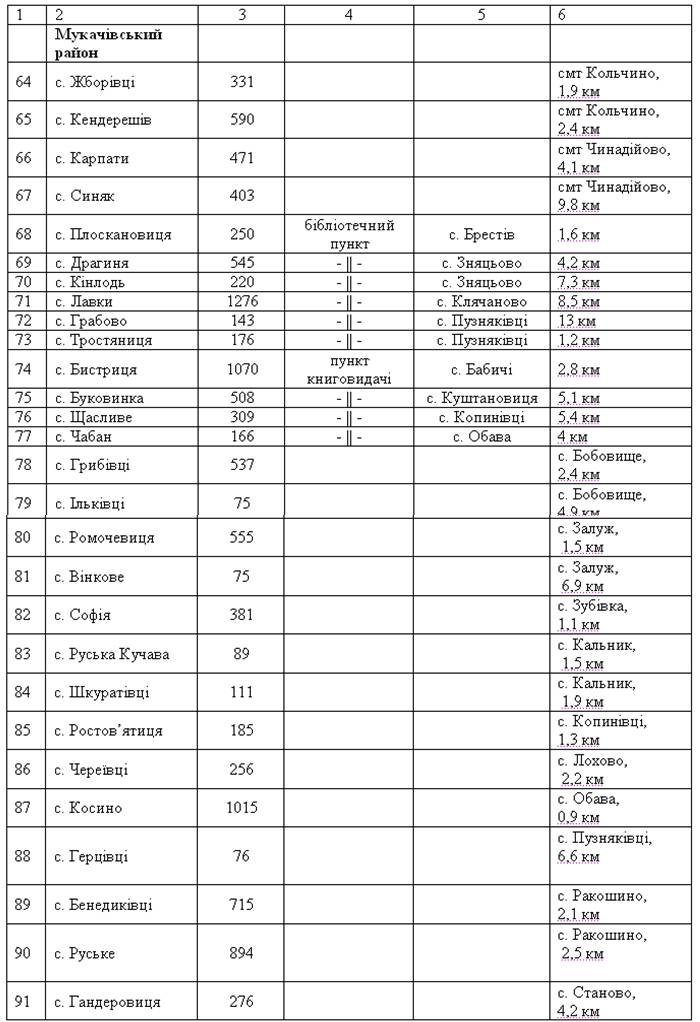 1 2 3 4 5 6
Мукачівський
район
64 с. Жборівці 331 смт Кольчино,
1,9 км
65 с. Кендерешів 590 смт Кольчино,
2,4 км
66 с. Карпати 471 смт Чинадійово,
4,1 км
67 с. Синяк 403 смт Чинадійово,
9,8 км
68 с. Плоскановиця 250 бібліотечний
пункт с. Брестів 1,6 км
69 с. Драгиня 545 - || - с. Зняцьово 4,2 км
70 с. Кінлодь 220 - || - с. Зняцьово 7,3 км
71 с. Лавки 1276 - || - с. Клячаново 8,5 км
72 с. Грабово 143 - || - с. Пузняківці 13 км
73 с. Тростяниця 176 - || - с. Пузняківці 1,2 км
74 с. Бистриця 1070 пункт
книговидачі с. Бабичі 2,8 км
75 с. Буковинка 508 - || - с. Куштановиця 5,1 км
76 с. Щасливе 309 - || - с. Копинівці 5,4 км
77 с. Чабан 166 - || - с. Обава 4 км
78 с. Грибівці 537 с. Бобовище,
2,4 км
79 с. Ільківці 75 с. Бобовище,
4,9 км
80 с. Ромочевиця 555 с. Залуж,
1,5 км
81 с. Вінкове 75 с. Залуж,
6,9 км
82 с. Софія 381 с. Зубівка,
1,1 км
83 с. Руська Кучава 89 с. Кальник,
1,5 км
84 с. Шкуратівці 111 с. Кальник,
1,9 км
85 с. Ростов’ятиця 185 с. Копинівці,
1,3 км
86 с. Череївці 256 с. Лохово,
2,2 км
87 с. Косино 1015 с. Обава,
0,9 км
88 с. Герцівці 76 с. Пузняківці,
6,6 км
89 с. Бенедиківці 715 с. Ракошино,
2,1 км
90 с. Руське 894 с. Ракошино,
2,5 км
91 с. Гандеровиця 276 с. Станово,
4,2 км